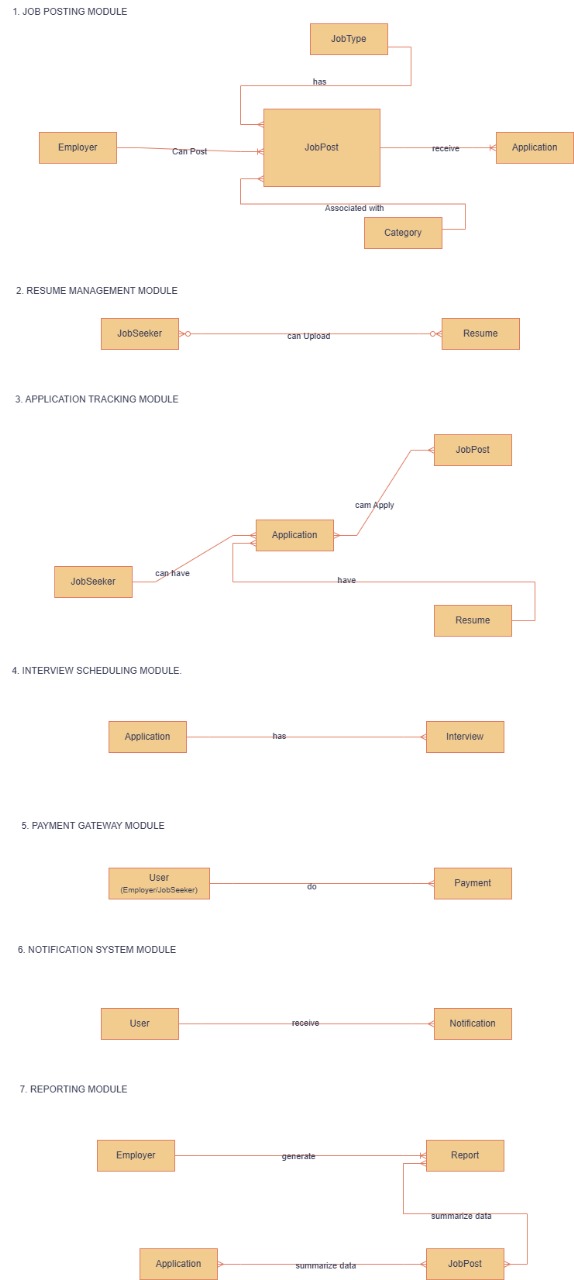 1. JOB POSTING MODULE
JobType
has
Employer
Can Post
JobPost
receive
Application
Associated with
Category
2. RESUME MANAGEMENT MODULE
JobSeeker
can Upload
Resume
3. APPLICATION TRACKING MODULE
JobPost
cam Apply
Application
can have
JobSeeker
have
Resume
4. INTERVIEW SCHEDULING MODULE.
Application
has
Interview
5. PAYMENT GATEWAY MODULE
User
(Employer/JobSeeker)
do
Payment
6. NOTIFICATION SYSTEM MODULE
User
receive
Notification
7. REPORTING MODULE
Employer
generate
Report
summarize data
Application
summarize data
JobPost